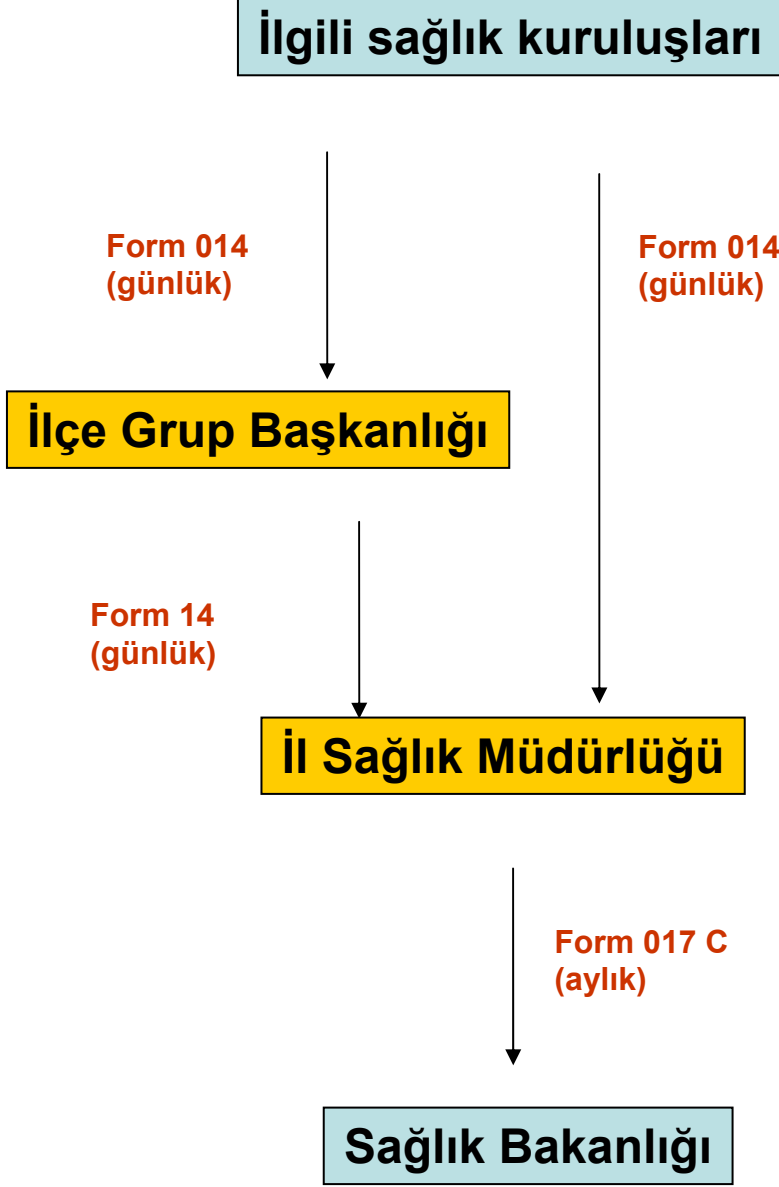 İlgili sağlık kuruluşları
Form 014
(günlük)
Form 014
(günlük)
İlçe Grup Başkanlığı
Form 14
(günlük)
İl Sağlık Müdürlüğü
Form 017 C
(aylık)
Sağlık Bakanlığı